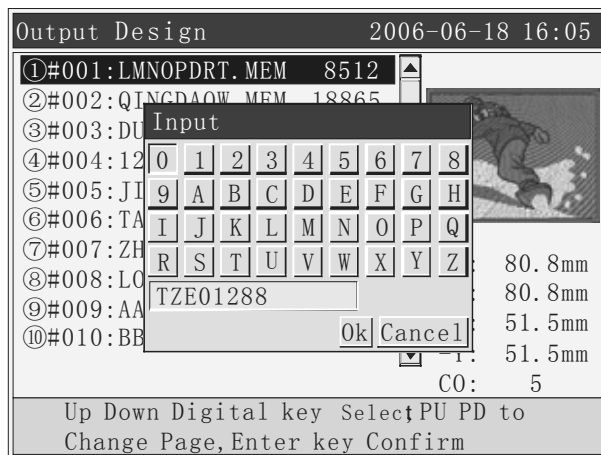 Output Design 2006-06-18 16:05
①#001:LMNOPDRT.MEM 8512
②#002:QINGDAOW.MEM 18865
③#003:DU
④#004:12
⑤#005:JI
⑥#006:TA
⑦#007:ZH
⑧#008:LO
⑨#009:AA
⑩#010:BB
Input
0 1 2 3 4 5 6 7 8
9 A B C D E F G H
I J K L M N O P Q
R S T U V W X Y Z
TZE01288
Ok Cancel
: 80.8mm
: 80.8mm
: 51.5mm
-Y: 51.5mm
CO: 5
Up Down Digital key Select,PU PD to
Change Page,Enter key Confirm